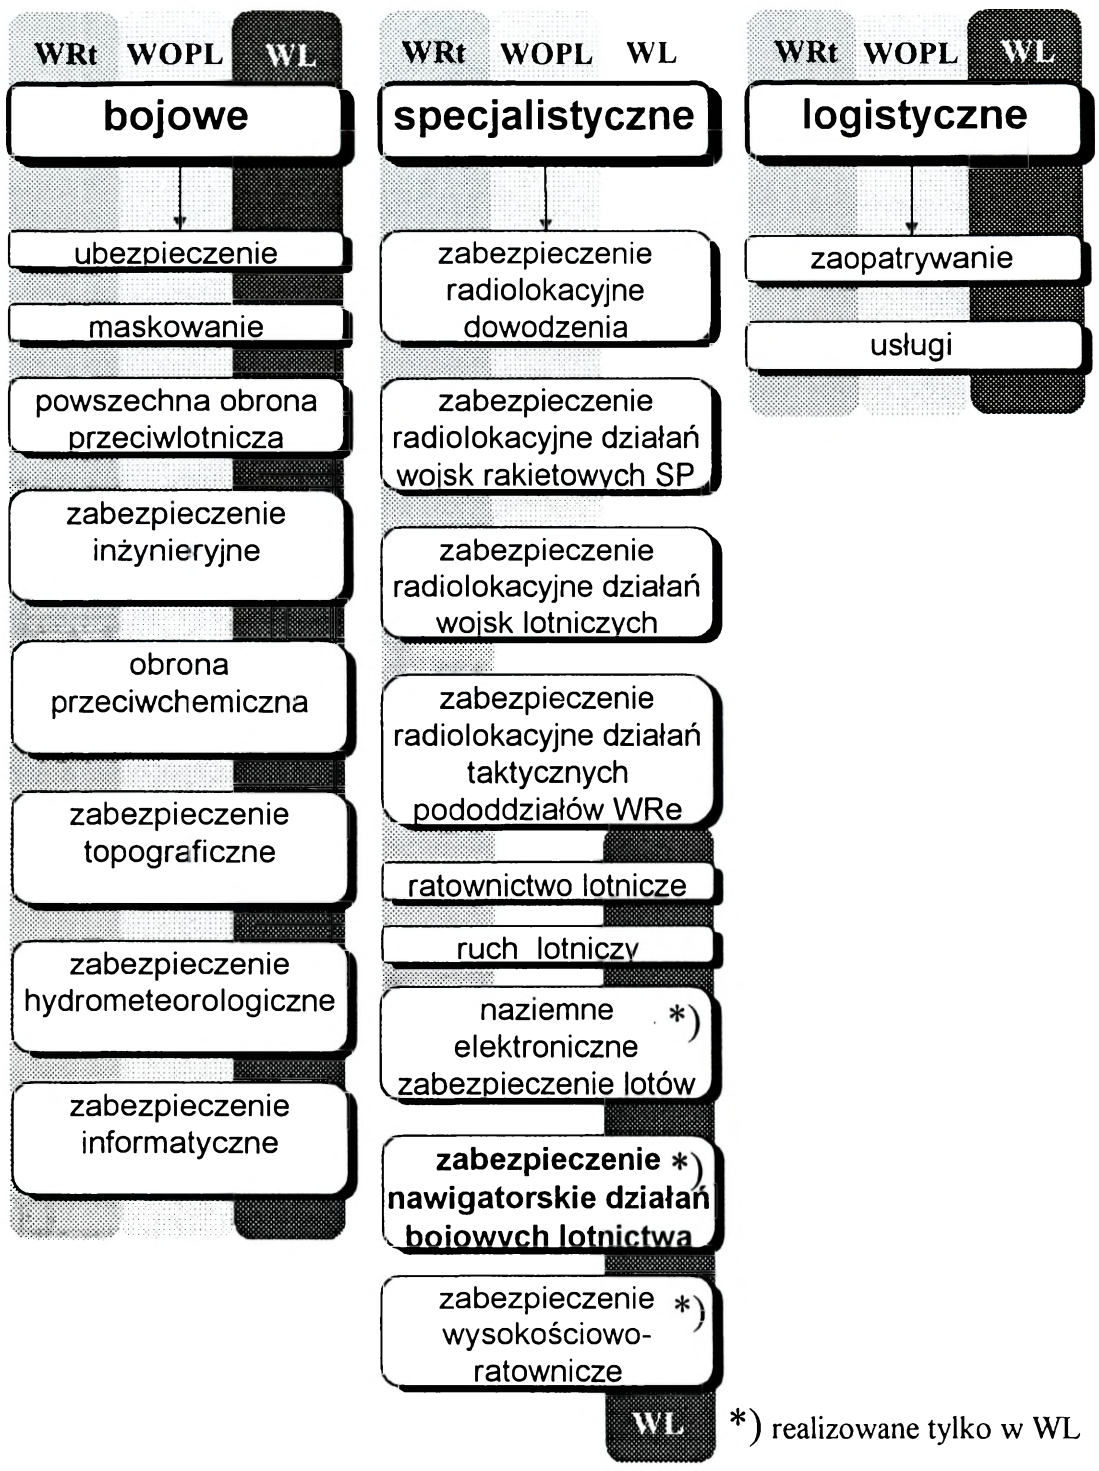 WRt WOPL WL
bojowe
ubezpieczenie
maskowanie
powszechna obrona
przeciwlotnicza
zabezpieczenie
inżynieryjne
obrona
przeciwchemiczna
zabezpieczenie
topograficzne
zabezpieczenie
hydrometeorologiczne
zabezpieczenie
informatyczne
WRt WOPL WL
specjalistyczne
zabezpieczenie
radiolokacyjne
dowodzenia
zabezpieczenie
radiolokacyjne działań
wojsk rakietowych SP
zabezpieczenie
radiolokacyjne działań
wojsk lotniczych
zabezpieczenie
radiolokacyjne działań
taktycznych
pododdziałów WRe
ratownictwo lotnicze
ruch lotniczy
naziemne *)
elektroniczne
zabezpieczenie lotów
zabezpieczenie *)
nawigatorskie działań
bojowych lotnictwa
zabezpieczenie *)
wysokościowo-
ratownicze
WL
WRt WOPL WL
logistyczne
zaopatrywanie
usługi
*) realizowane tylko w WL